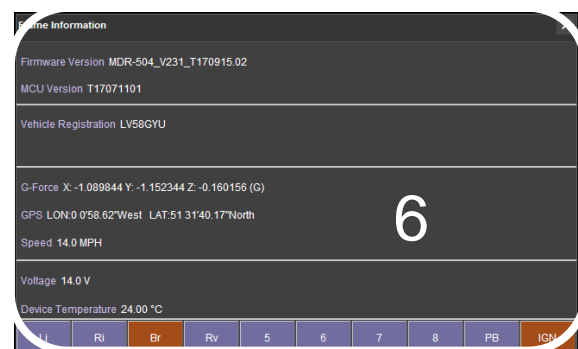 Frame Information
Firmware Version MDR-504_V231_T170915.02
MCU Version T17071101
Vehicle Registration LV58GYU
G-Force X: -1.089844 Y: -1.152344 Z: -0.160156 (G)
GPS LON:0 0'58.62"West LAT:51 31'40.17"North
6
Speed 14.0 MPH
Voltage 14.0 V
Device Temperature 24.00 °C
Li Ri Br Rv 5 6 7 8 PB IGN